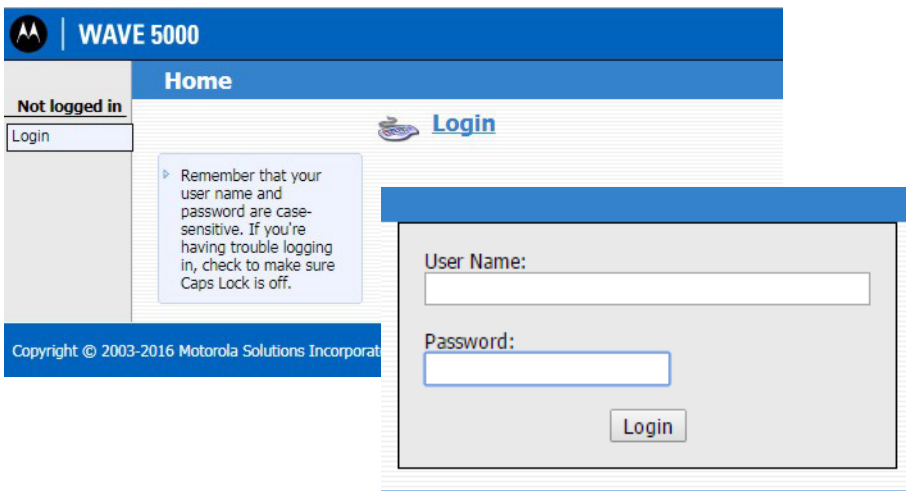 WAVE 5000
Home
Not logged in
Login
Login
Remember that your
user name and
password are case-
sensitive. If you're
having trouble logging
in, check to make sure
Caps Lock is off.
User Name:
Password:
Login
Copyright © 2003-2016 Motorola Solutions Incorporat